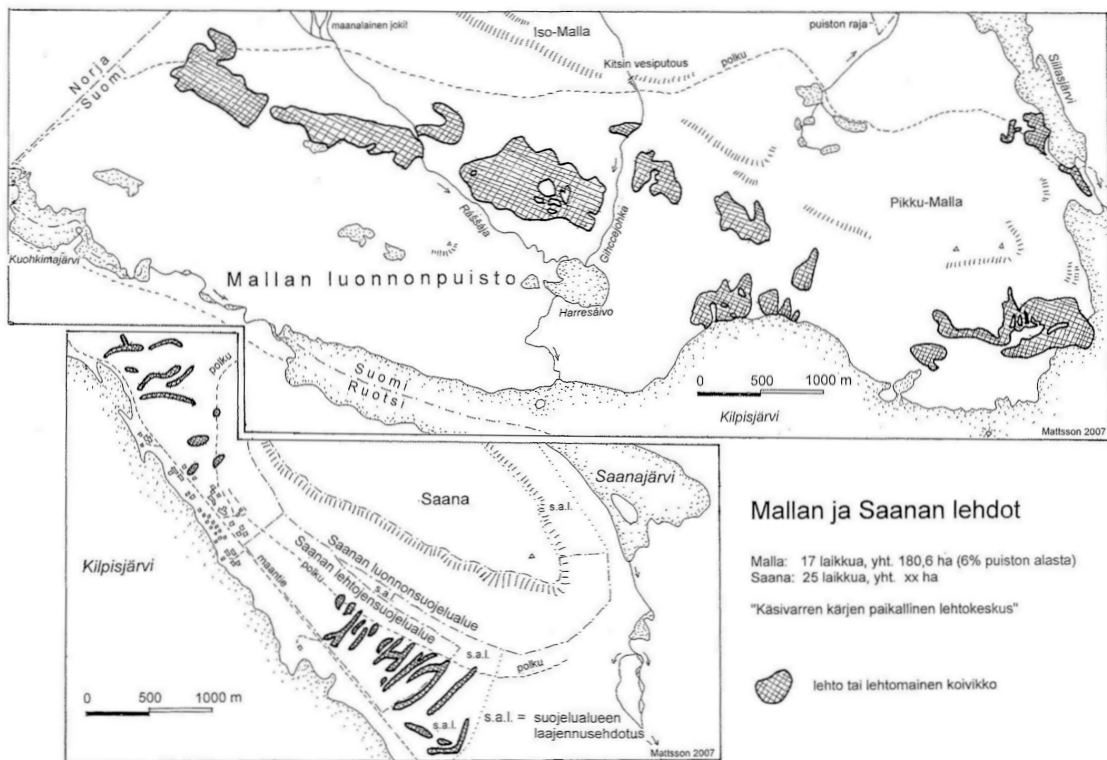 maanalainen jokit
Iso-Malla
puiston raja
Kitsin vesiputous
polku
Norja
Suomi
Siilasjärvi
Pikku-Malla
Rássája
Gihccejohka
Kuohkimajärvi
Mallan luonnonpuisto
Harresáivo
Suomi
Ruotsi
0 500 1000 m
Kilpisjärvi
Mattsson 2007
polku
Saana
Saanajärvi
s.a.l.
Kilpisjärvi
Saanan luonnonsuojelualue
s.a.l.
Saanan lehtojensuojelualue
polku
maantie
s.a.l.
polku
0 500 1000 m
s.a.l.
s.a.l. = suojelualueen
laajennusehdotus
Mattsson 2007
Mallan ja Saanan lehdot
Malla: 17 laikkua, yht. 180,6 ha (6% puiston alasta)
Saana: 25 laikkua, yht. xx ha
"Käsivarren kärjen paikallinen lehtokeskus"
lehto tai lehtomainen koivikko